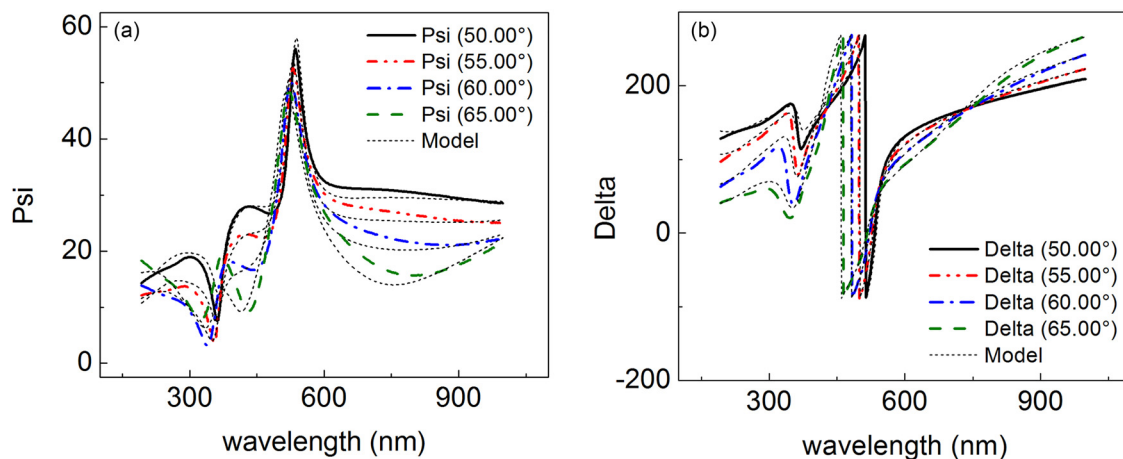 (a)
60
40
20
0
Psi
Psi (50.00°)
Psi (55.00°)
Psi (60.00°)
Psi (65.00°)
Model
300 600 900
wavelength (nm)
(b)
200
0
-200
Delta
Delta (50.00°)
Delta (55.00°)
Delta (60.00°)
Delta (65.00°)
Model
300 600 900
wavelength (nm)